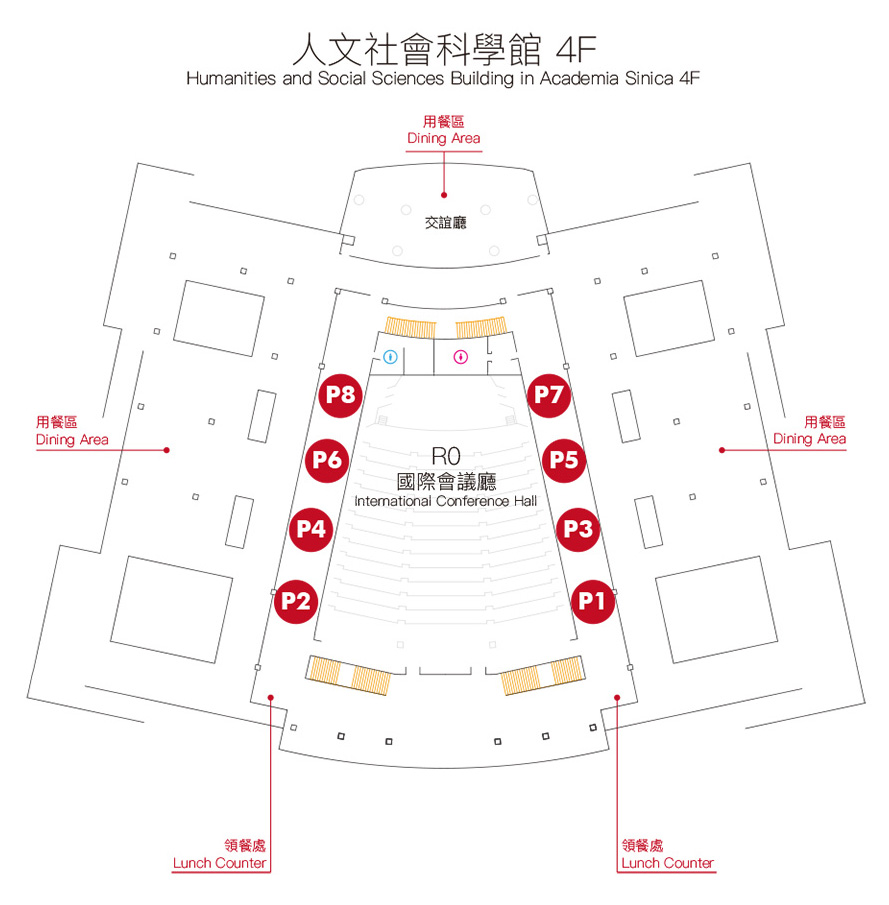 人文社會科學館 4F
Humanities and Social Sciences Building in Academia Sinica 4F
用餐區
Dining Area
交誼廳
P8
P7
用餐區
Dining Area
用餐區
Dining Area
P6
P5
R0
國際會議廳
International Conference Hall
P4
P3
P2
P1
領餐處
Lunch Counter
領餐處
Lunch Counter